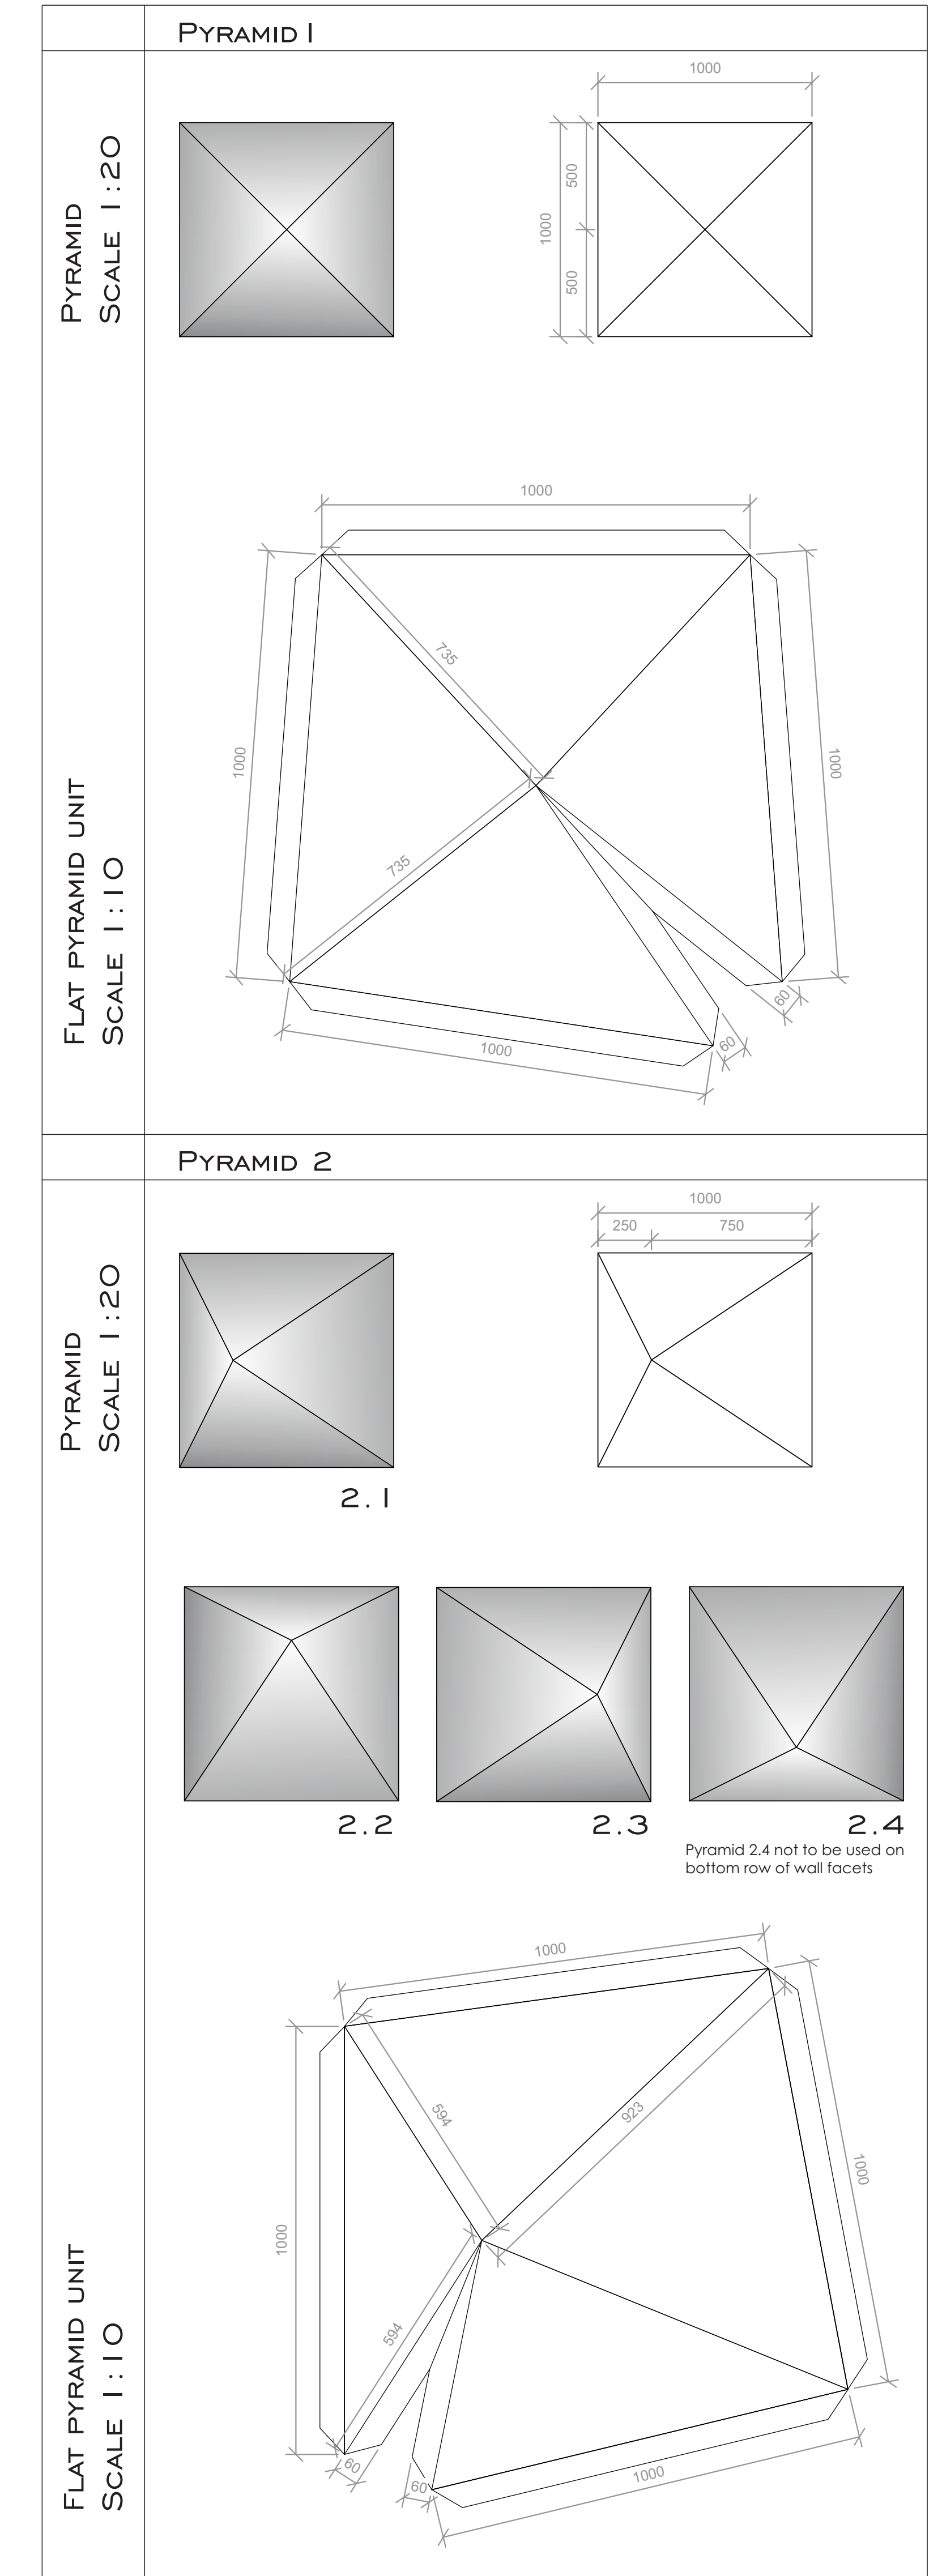 PYRAMID 1
PYRAMID
SCALE 1:20
1000
1000
500
500
FLAT PYRAMID UNIT
SCALE 1:10
1000
735
1000
1000
735
60
60
1000
PYRAMID 2
PYRAMID
SCALE 1:20
1000
250
750
2.1
2.2
2.3
2.4
Pyramid 2.4 not to be used on
bottom row of wall facets
FLAT PYRAMID UNIT
SCALE 1:10
1000
594
923
1000
1000
594
60
60
1000